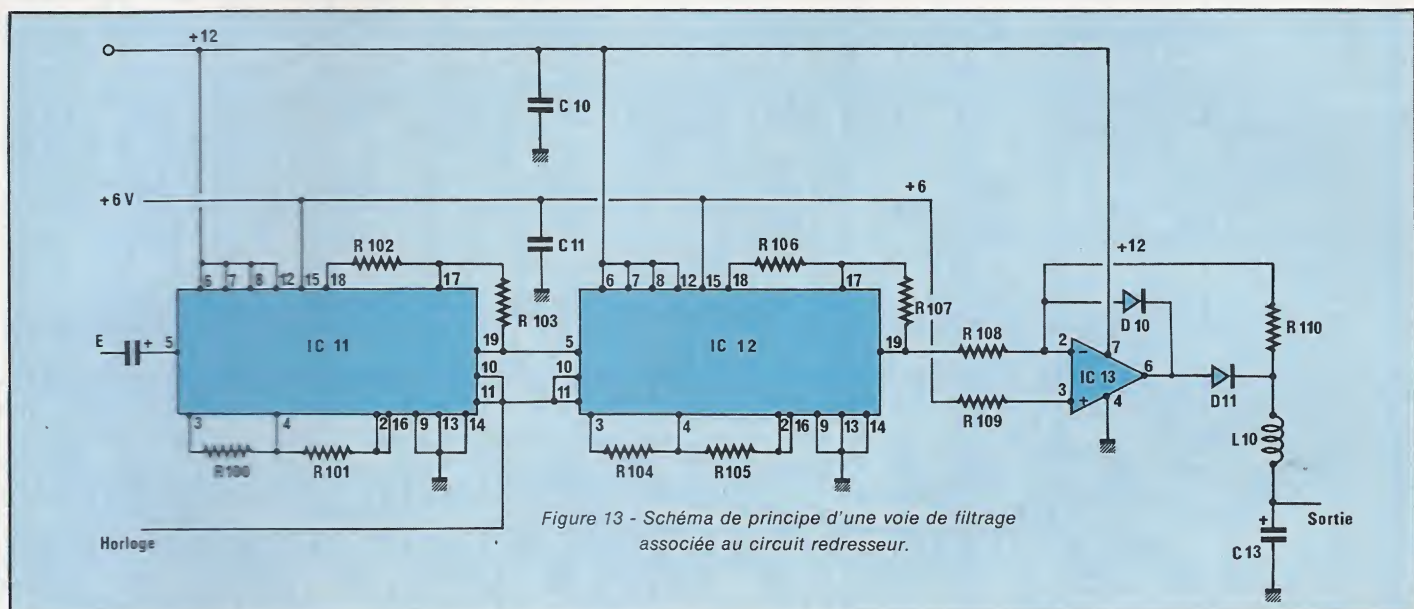 +12
C 10
+6 V
+6
C 11
+12
R 102
R 106
6 7 8 12 15 18 17
6 7 8 12 15 18 17
R 103
R 107
D 10
R 110
E + 5
IC 11
19
10
11
5
10
11
IC 12
19
R 108
R 109
2 -
3 +
IC 13
7
6
4
D11
L10
3 4 2 16 9 13 14
3 4 2 16 9 13 14
R100 R101
R104 R105
Horloge
Sortie
+
C 13
Figure 13 - Schéma de principe d'une voie de filtrage
associée au circuit redresseur.